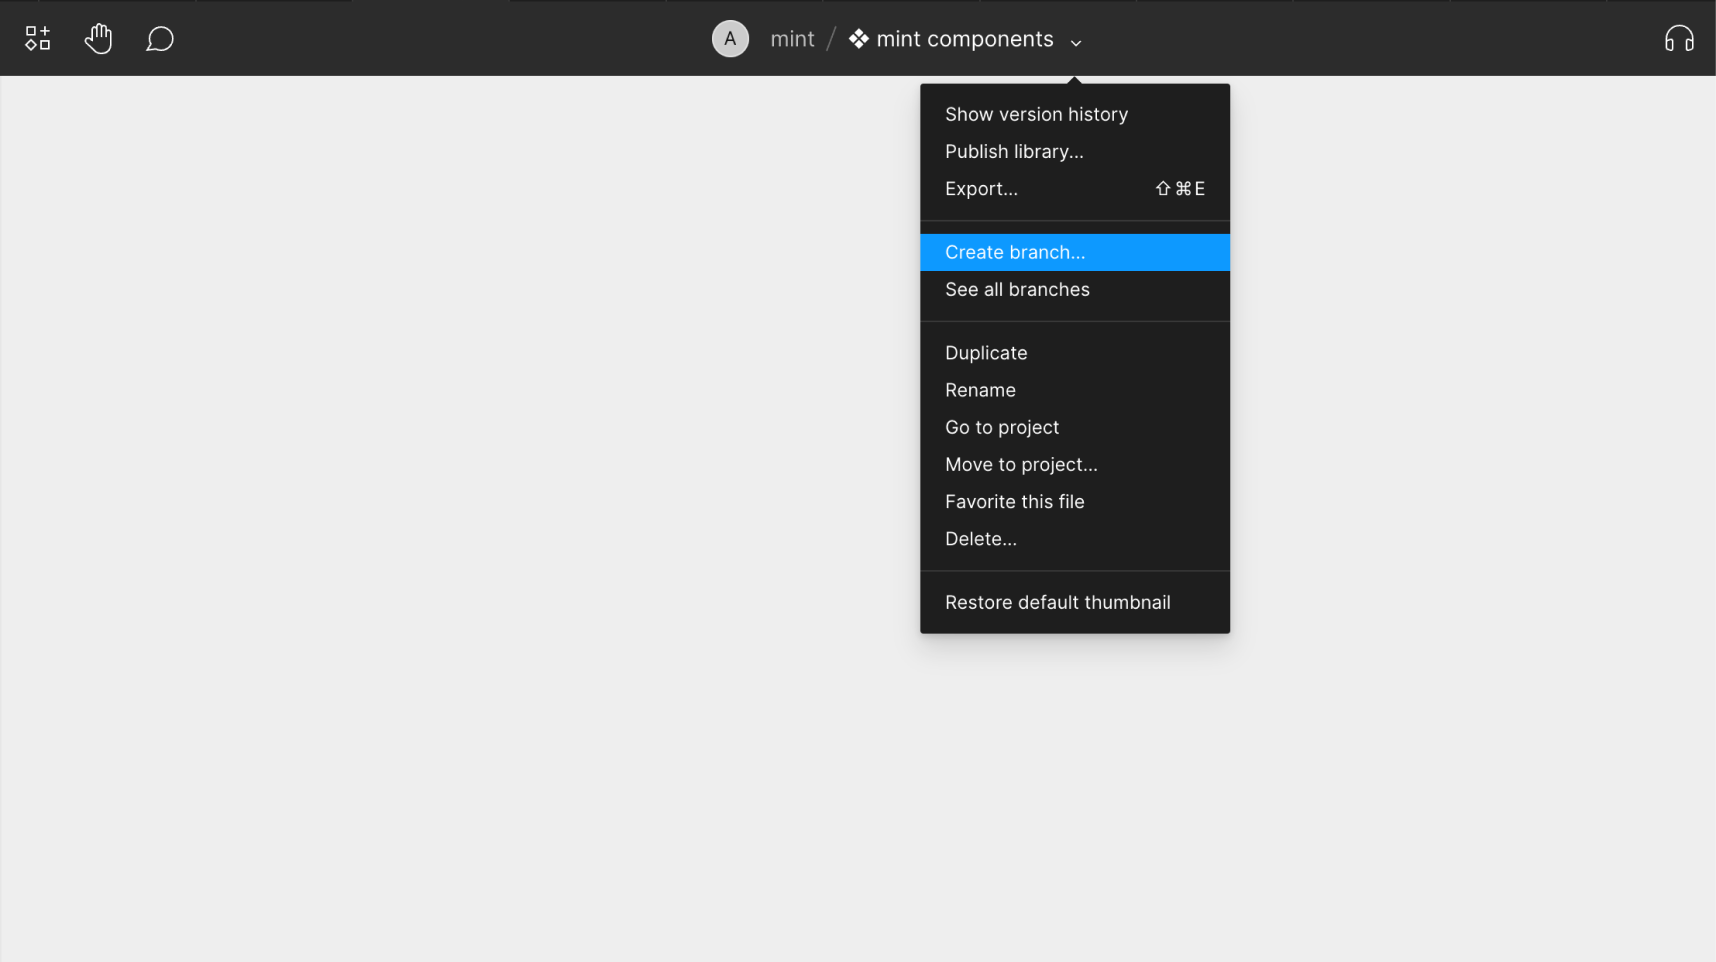 A mint / mint components
Show version history
Publish library...
Export... ⇧⌘E
Create branch...
See all branches
Duplicate
Rename
Go to project
Move to project...
Favorite this file
Delete...
Restore default thumbnail